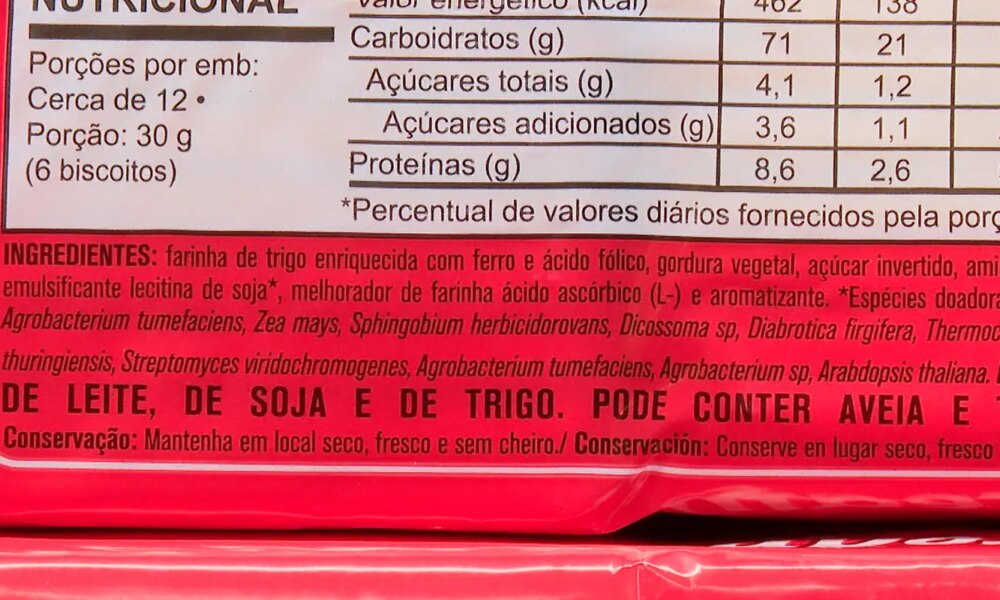 NUTRICIONAL
Porções por emb:
Cerca de 12 •
Porção: 30 g
(6 biscoitos)
Valor energético (kcal) 462 138
Carboidratos (g) 71 21
Açúcares totais (g) 4,1 1,2
Açúcares adicionados (g) 3,6 1,1
Proteínas (g) 8,6 2,6
*Percentual de valores diários fornecidos pela
INGREDIENTES: farinha de trigo enriquecida com ferro e ácido fólico, gordura vegetal, açúcar invertido,
emulsificante lecitina de soja*, melhorador de farinha ácido ascórbico (L-) e aromatizante. *Espécies
Agrobacterium tumefaciens, Zea mays, Sphingobium herbicidorovans, Dicossoma sp, Diabrotica firgifera,
thuringiensis, Streptomyces viridochromogenes, Agrobacterium tumefaciens, Agrobacterium sp, Arabdopsis thaliana.
DE LEITE, DE SOJA E DE TRIGO. PODE CONTER AVEIA E
Conservação: Mantenha em local seco, fresco e sem cheiro./ Conservación: Conserve en lugar seco, fresco